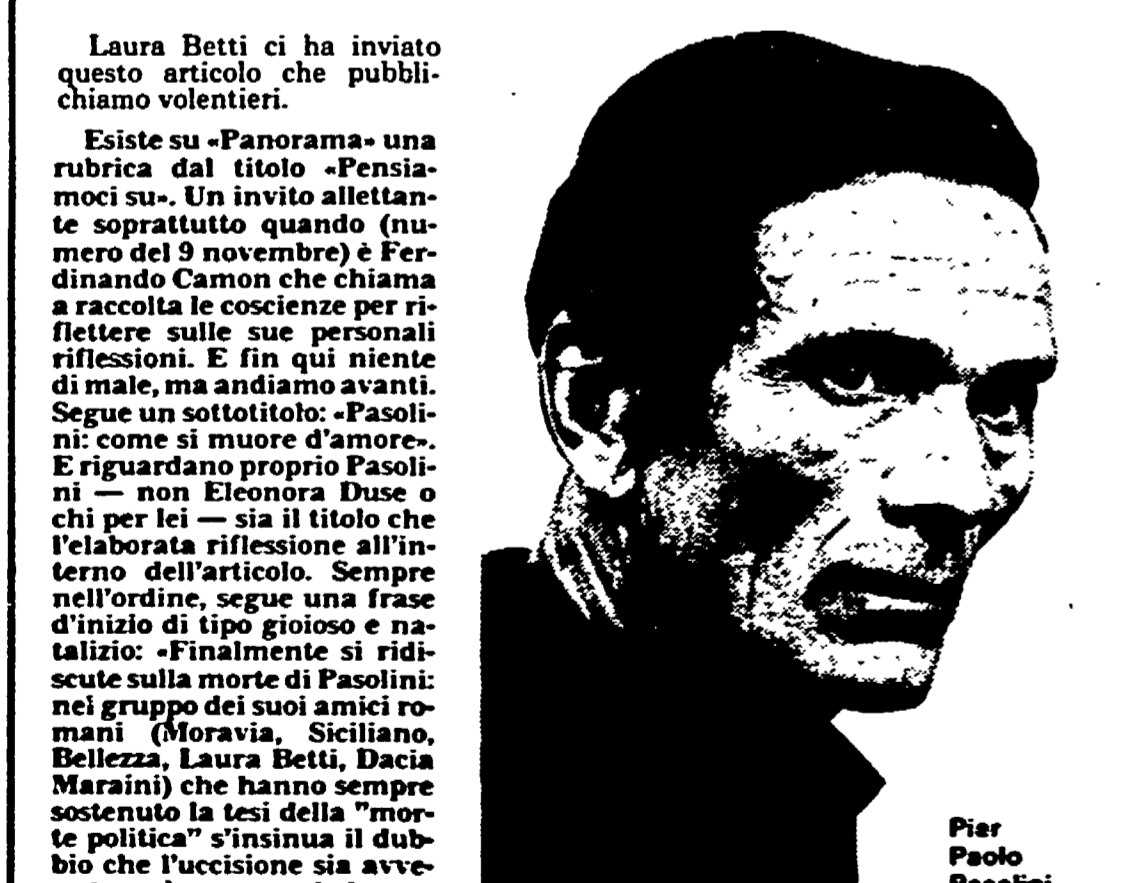 Laura Betti ci ha inviato
questo articolo che pubbli-
chiamo volentieri.
Esiste su «Panorama» una
rubrica dal titolo «Pensia-
moci su». Un invito allettan-
te soprattutto quando (nu-
mero del 9 novembre) è Fer-
dinando Camon che chiama
a raccolta le coscienze per ri-
flettere sulle sue personali
riflessioni. E fin qui niente
di male, ma andiamo avanti.
Segue un sottotitolo: «Pasoli-
ni: come si muore d'amore».
E riguardano proprio Pasoli-
ni — non Eleonora Duse o
chi per lei — sia il titolo che
l'elaborata riflessione all'in-
terno dell'articolo. Sempre
nell'ordine, segue una frase
d'inizio di tipo gioioso e na-
talizio: «Finalmente si ridi-
scute sulla morte di Pasolini:
nel gruppo dei suoi amici ro-
mani (Moravia, Siciliano,
Bellezza, Laura Betti, Dacia
Maraini) che hanno sempre
sostenuto la tesi della "mor-
te politica" s'insinua il dub-
bio che l'uccisione sia avve-
Pier
Paolo
Pasolini